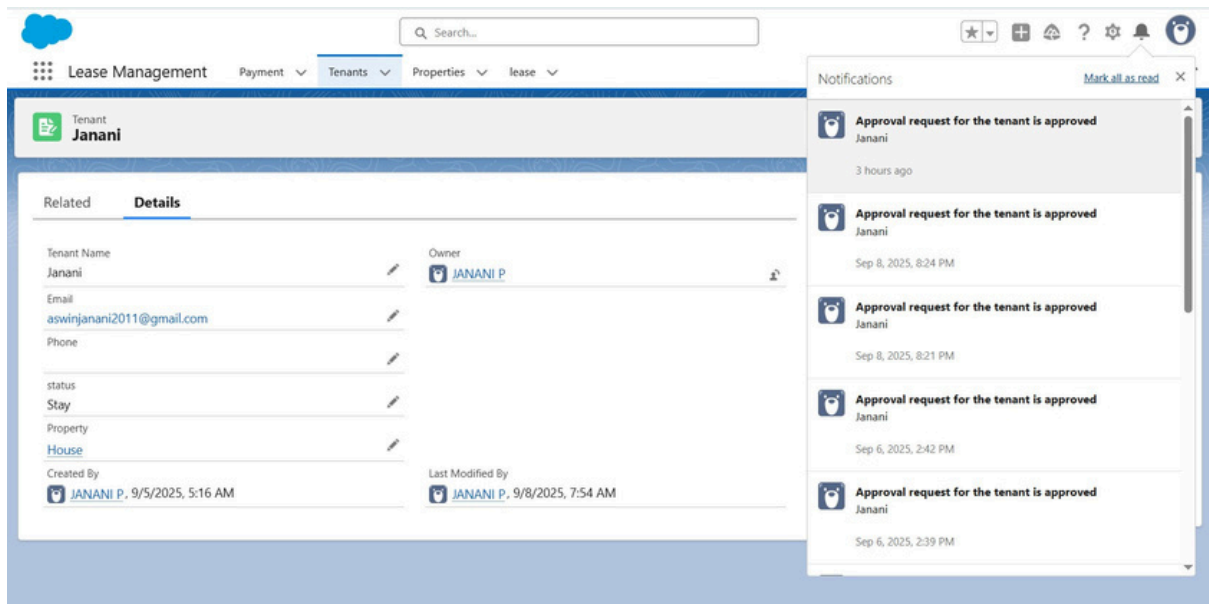 Search...
Lease Management
Payment
Tenants
Properties
lease
Notifications
Mark all as read
Tenant
Janani
Approval request for the tenant is approved
Janani
3 hours ago
Related
Details
Approval request for the tenant is approved
Janani
Sep 8, 2025, 8:24 PM
Tenant Name
Janani
Owner
JANANI P
Email
aswinjanani2011@gmail.com
Approval request for the tenant is approved
Janani
Sep 8, 2025, 8:21 PM
Phone
status
Stay
Approval request for the tenant is approved
Janani
Sep 6, 2025, 2:42 PM
Property
House
Created By
JANANI P, 9/5/2025, 5:16 AM
Last Modified By
JANANI P, 9/8/2025, 7:54 AM
Approval request for the tenant is approved
Janani
Sep 6, 2025, 2:39 PM